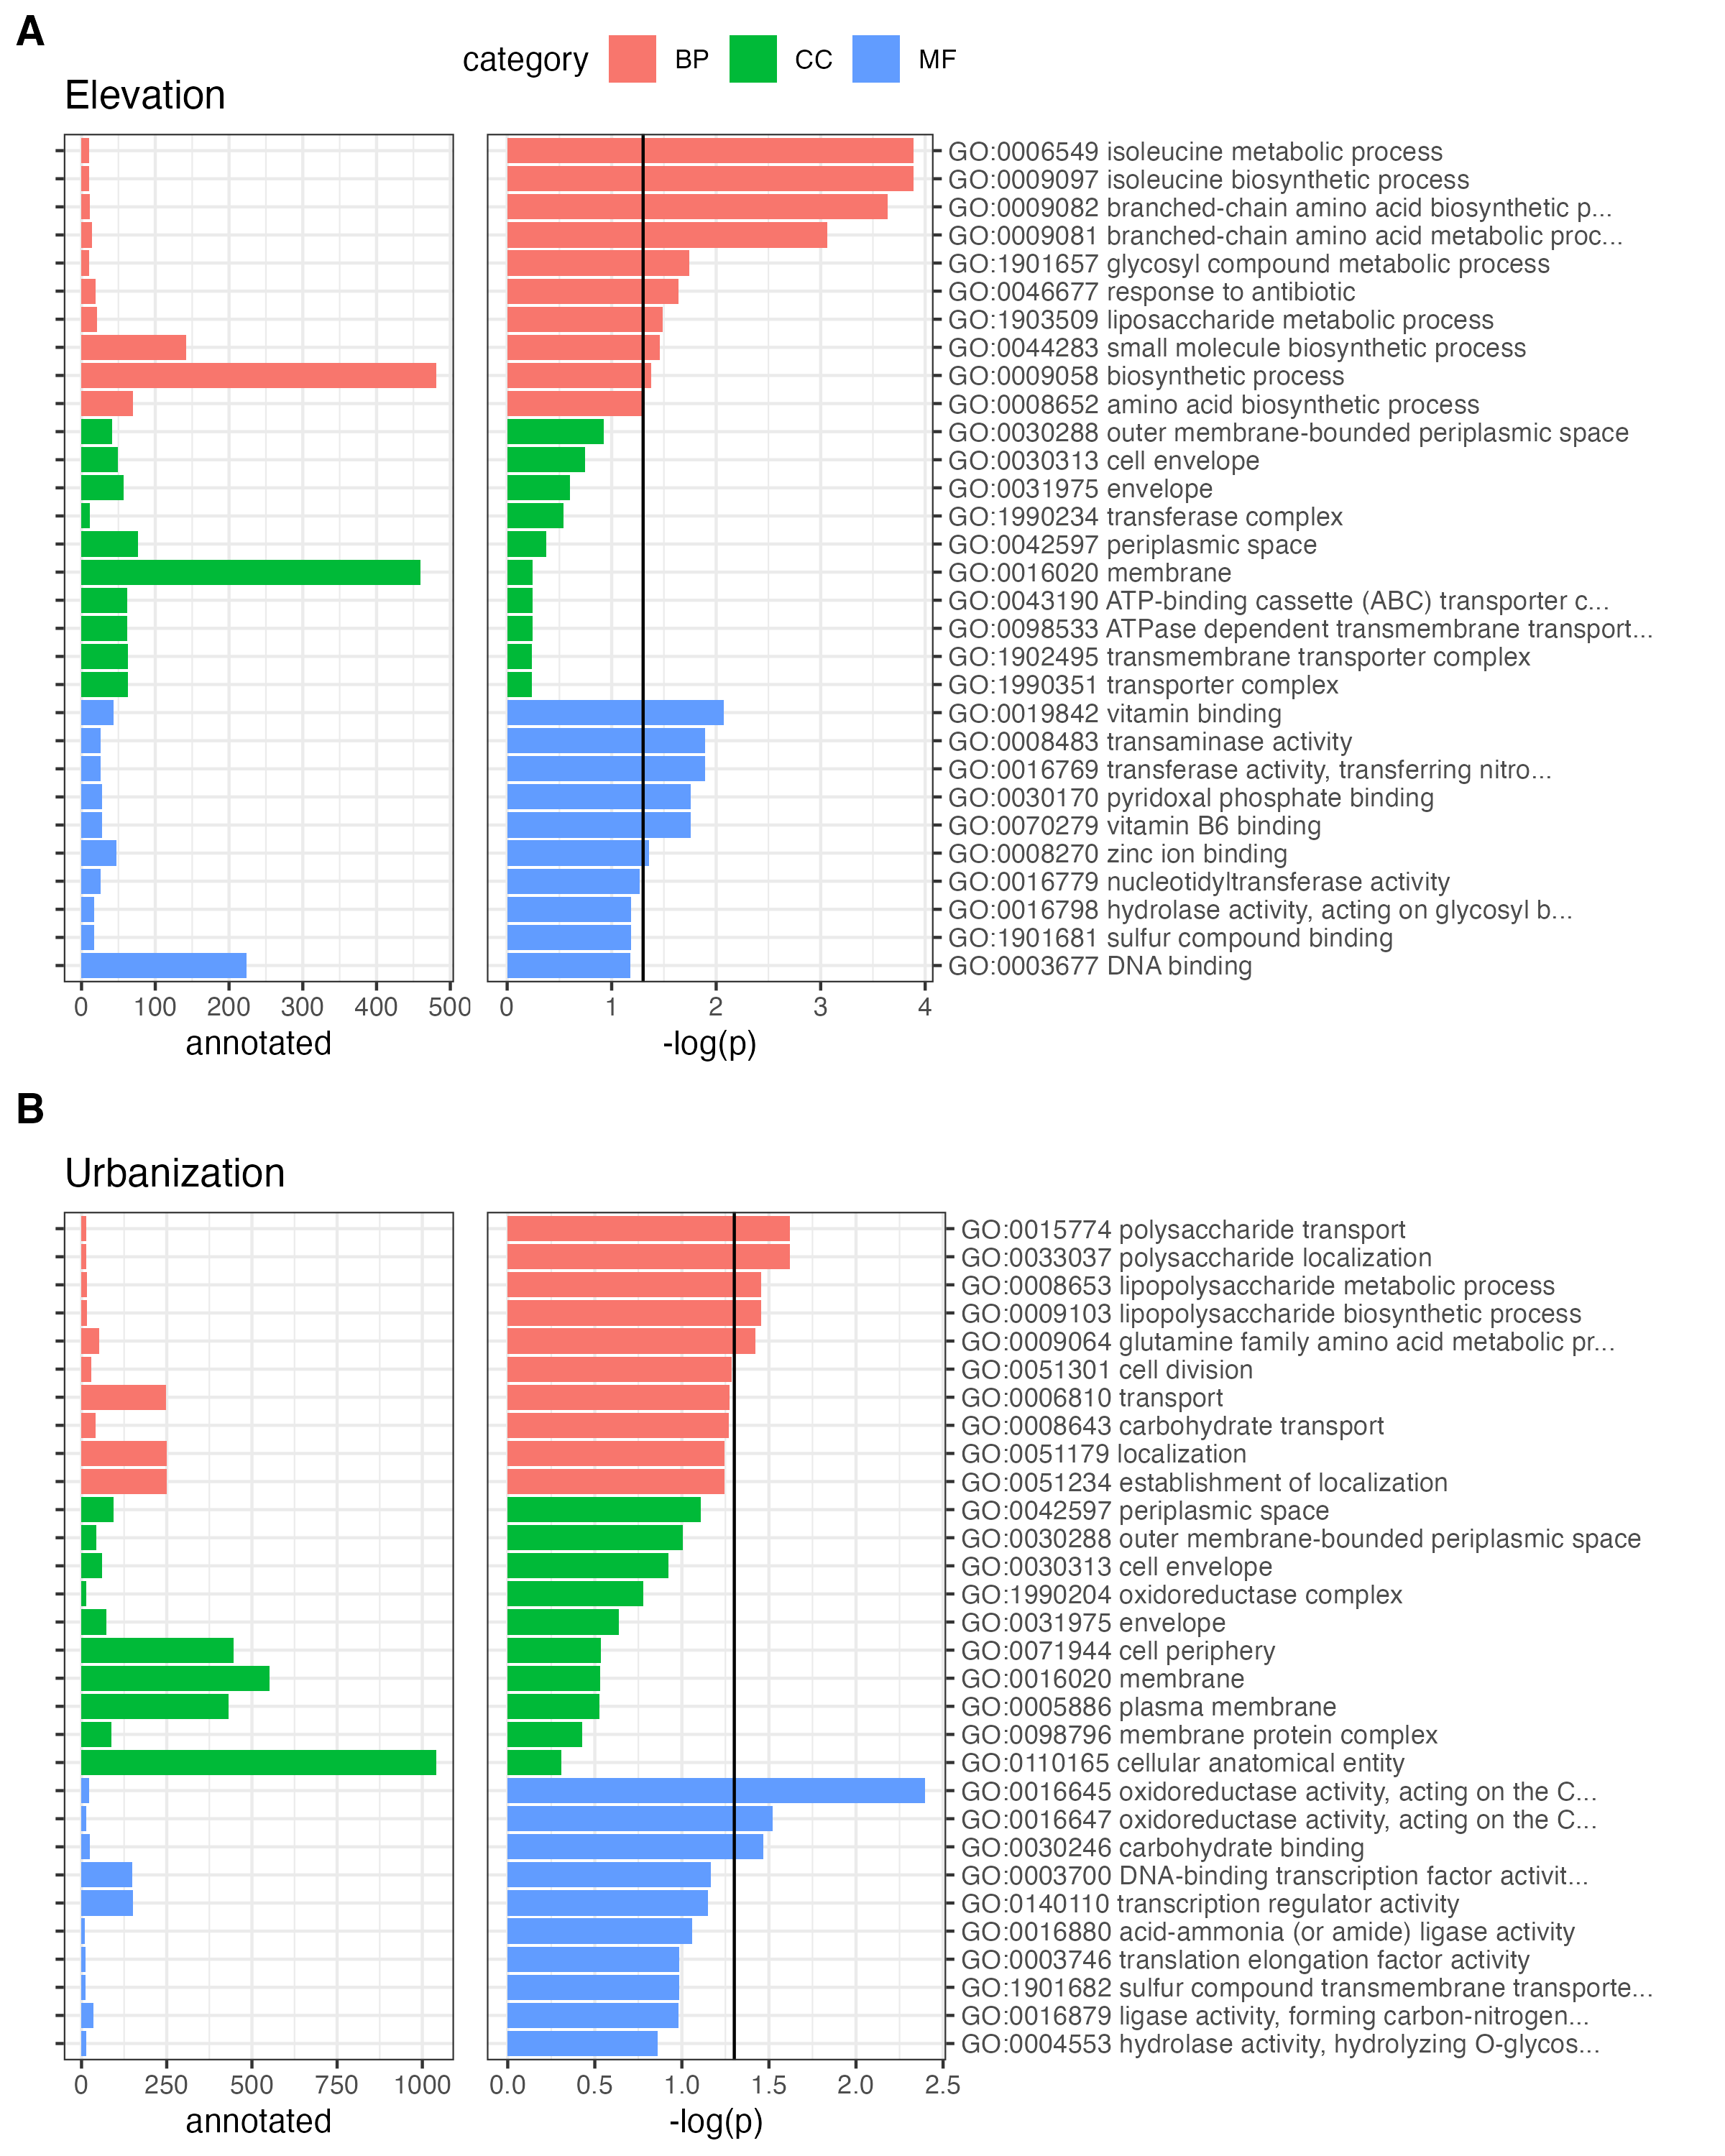 A
category BP CC MF
Elevation
GO:0006549 isoleucine metabolic process
GO:0009097 isoleucine biosynthetic process
GO:0009082 branched-chain amino acid biosynthetic p...
GO:0009081 branched-chain amino acid metabolic proc...
GO:1901657 glycosyl compound metabolic process
GO:0046677 response to antibiotic
GO:1903509 liposaccharide metabolic process
GO:0044283 small molecule biosynthetic process
GO:0009058 biosynthetic process
GO:0008652 amino acid biosynthetic process
GO:0030288 outer membrane-bounded periplasmic space
GO:0030313 cell envelope
GO:0031975 envelope
GO:1990234 transferase complex
GO:0042597 periplasmic space
GO:0016020 membrane
GO:0043190 ATP-binding cassette (ABC) transporter c...
GO:0098533 ATPase dependent transmembrane transport...
GO:1902495 transmembrane transporter complex
GO:1990351 transporter complex
GO:0019842 vitamin binding
GO:0008483 transaminase activity
GO:0016769 transferase activity, transferring nitro...
GO:0030170 pyridoxal phosphate binding
GO:0070279 vitamin B6 binding
GO:0008270 zinc ion binding
GO:0016779 nucleotidyltransferase activity
GO:0016798 hydrolase activity, acting on glycosyl b...
GO:1901681 sulfur compound binding
GO:0003677 DNA binding
0 100 200 300 400 500 0 1 2 3 4
annotated -log(p)
B
Urbanization
GO:0015774 polysaccharide transport
GO:0033037 polysaccharide localization
GO:0008653 lipopolysaccharide metabolic process
GO:0009103 lipopolysaccharide biosynthetic process
GO:0009064 glutamine family amino acid metabolic pr...
GO:0051301 cell division
GO:0006810 transport
GO:0008643 carbohydrate transport
GO:0051179 localization
GO:0051234 establishment of localization
GO:0042597 periplasmic space
GO:0030288 outer membrane-bounded periplasmic space
GO:0030313 cell envelope
GO:1990204 oxidoreductase complex
GO:0031975 envelope
GO:0071944 cell periphery
GO:0016020 membrane
GO:0005886 plasma membrane
GO:0098796 membrane protein complex
GO:0110165 cellular anatomical entity
GO:0016645 oxidoreductase activity, acting on the C...
GO:0016647 oxidoreductase activity, acting on the C...
GO:0030246 carbohydrate binding
GO:0003700 DNA-binding transcription factor activit...
GO:0140110 transcription regulator activity
GO:0016880 acid-ammonia (or amide) ligase activity
GO:0003746 translation elongation factor activity
GO:1901682 sulfur compound transmembrane transporte...
GO:0016879 ligase activity, forming carbon-nitrogen...
GO:0004553 hydrolase activity, hydrolyzing O-glycos...
0 250 500 750 1000 0.0 0.5 1.0 1.5 2.0 2.5
annotated -log(p)